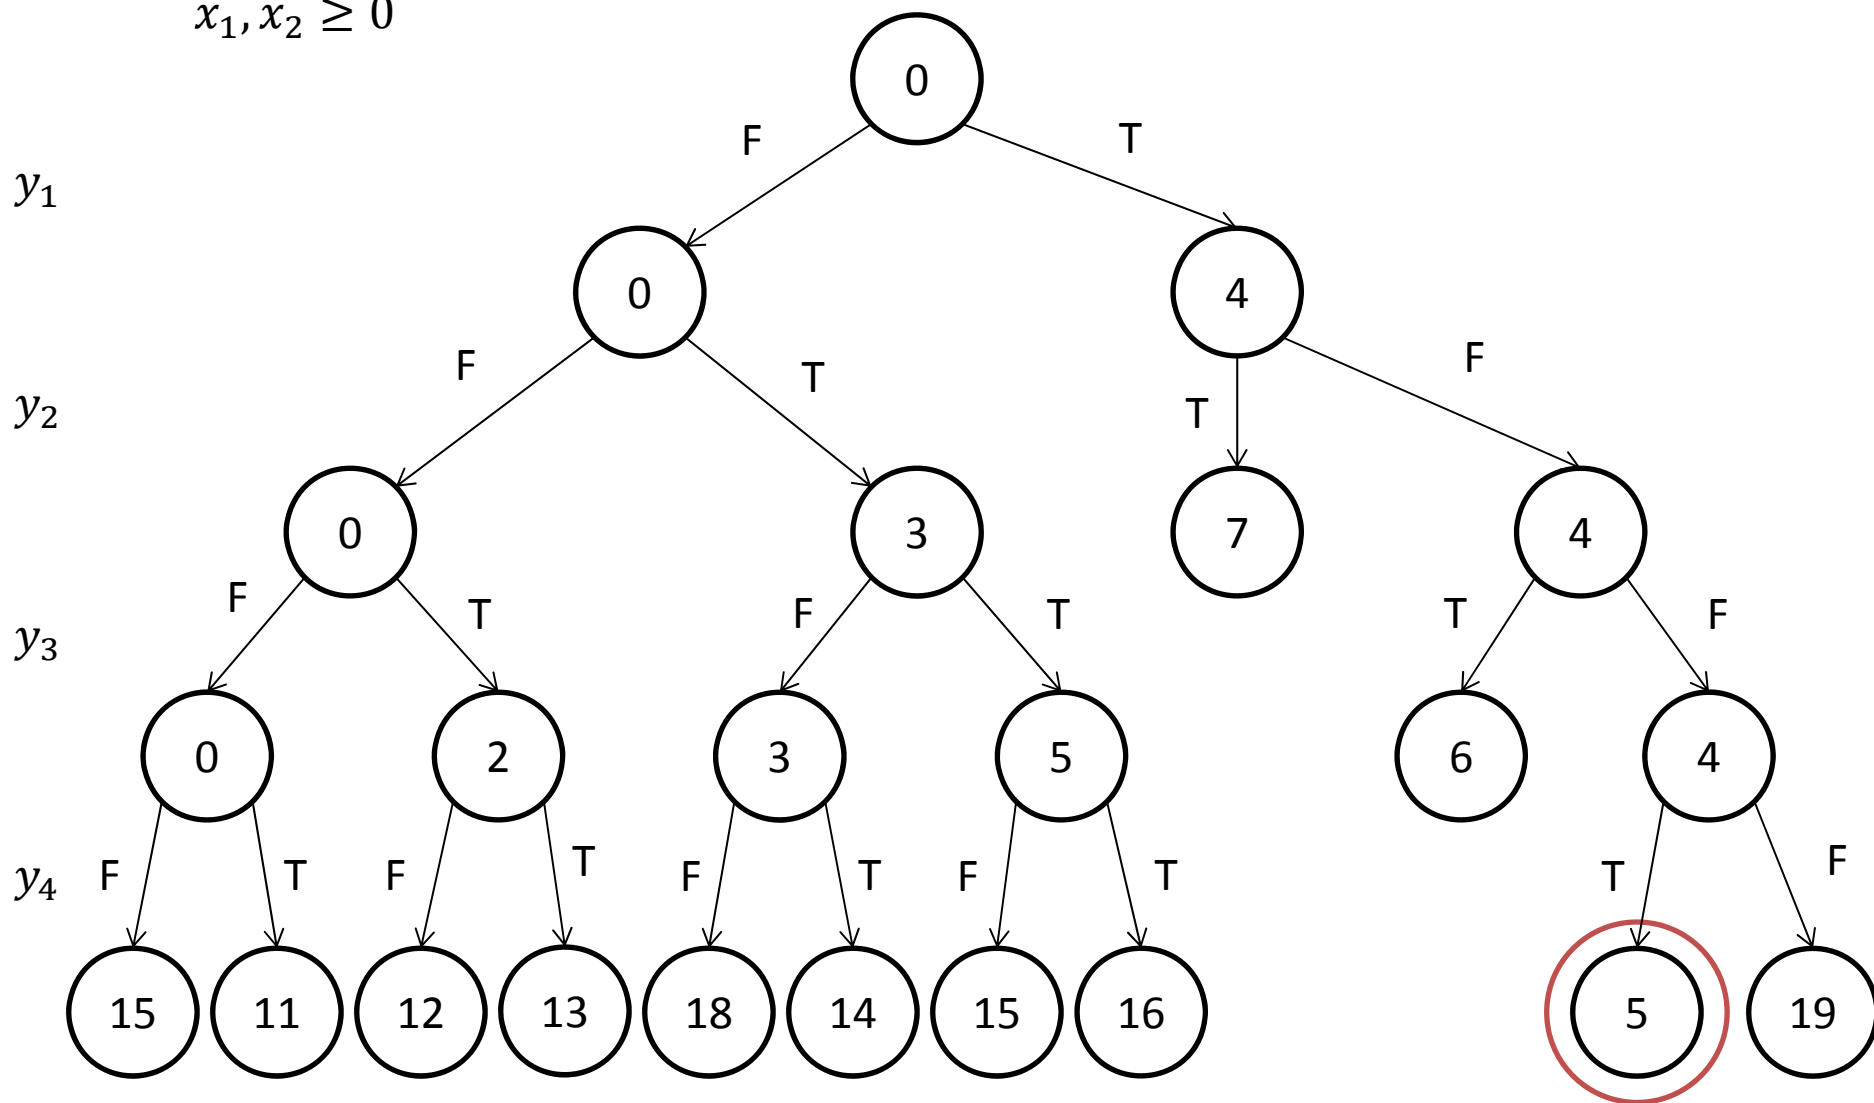 x₁, x₂ ≥ 0
0
F T
y₁
0 4
F T T F
y₂
0 3 7 4
F T F T T F
y₃
0 2 3 5 6 4
F T F T F T F T T F
y₄
15 11 12 13 18 14 15 16 5 19